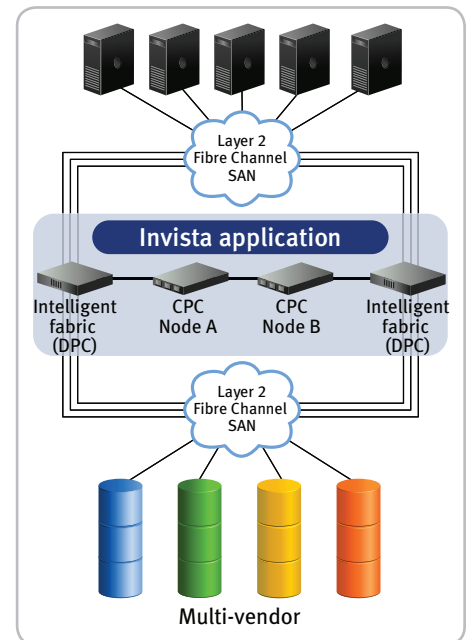 Layer 2
Fibre Channel
SAN
Invista application
Intelligent
fabric
(DPC)
CPC
Node A
CPC
Node B
Intelligent
fabric
(DPC)
Layer 2
Fibre Channel
SAN
Multi-vendor